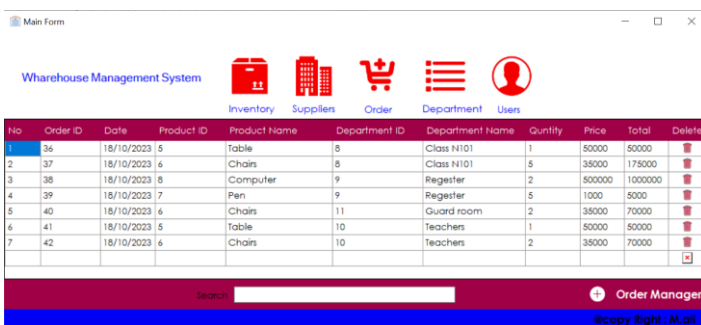 Main Form
Wharehouse Management System
Inventory Suppliers Order Department Users
No Order ID Date Product ID Product Name Department ID Department Name Quntity Price Total Delete
1 36 18/10/2023 5 Table 8 Class N101 1 50000 50000
2 37 18/10/2023 6 Chairs 8 Class N101 5 35000 175000
3 38 18/10/2023 8 Computer 9 Regester 2 500000 1000000
4 39 18/10/2023 7 Pen 9 Regester 5 1000 5000
5 40 18/10/2023 6 Chairs 11 Guard room 2 35000 70000
6 41 18/10/2023 5 Table 10 Teachers 1 50000 50000
7 42 18/10/2023 6 Chairs 10 Teachers 2 35000 70000
Search Order Manager
@copy Right : M.ali